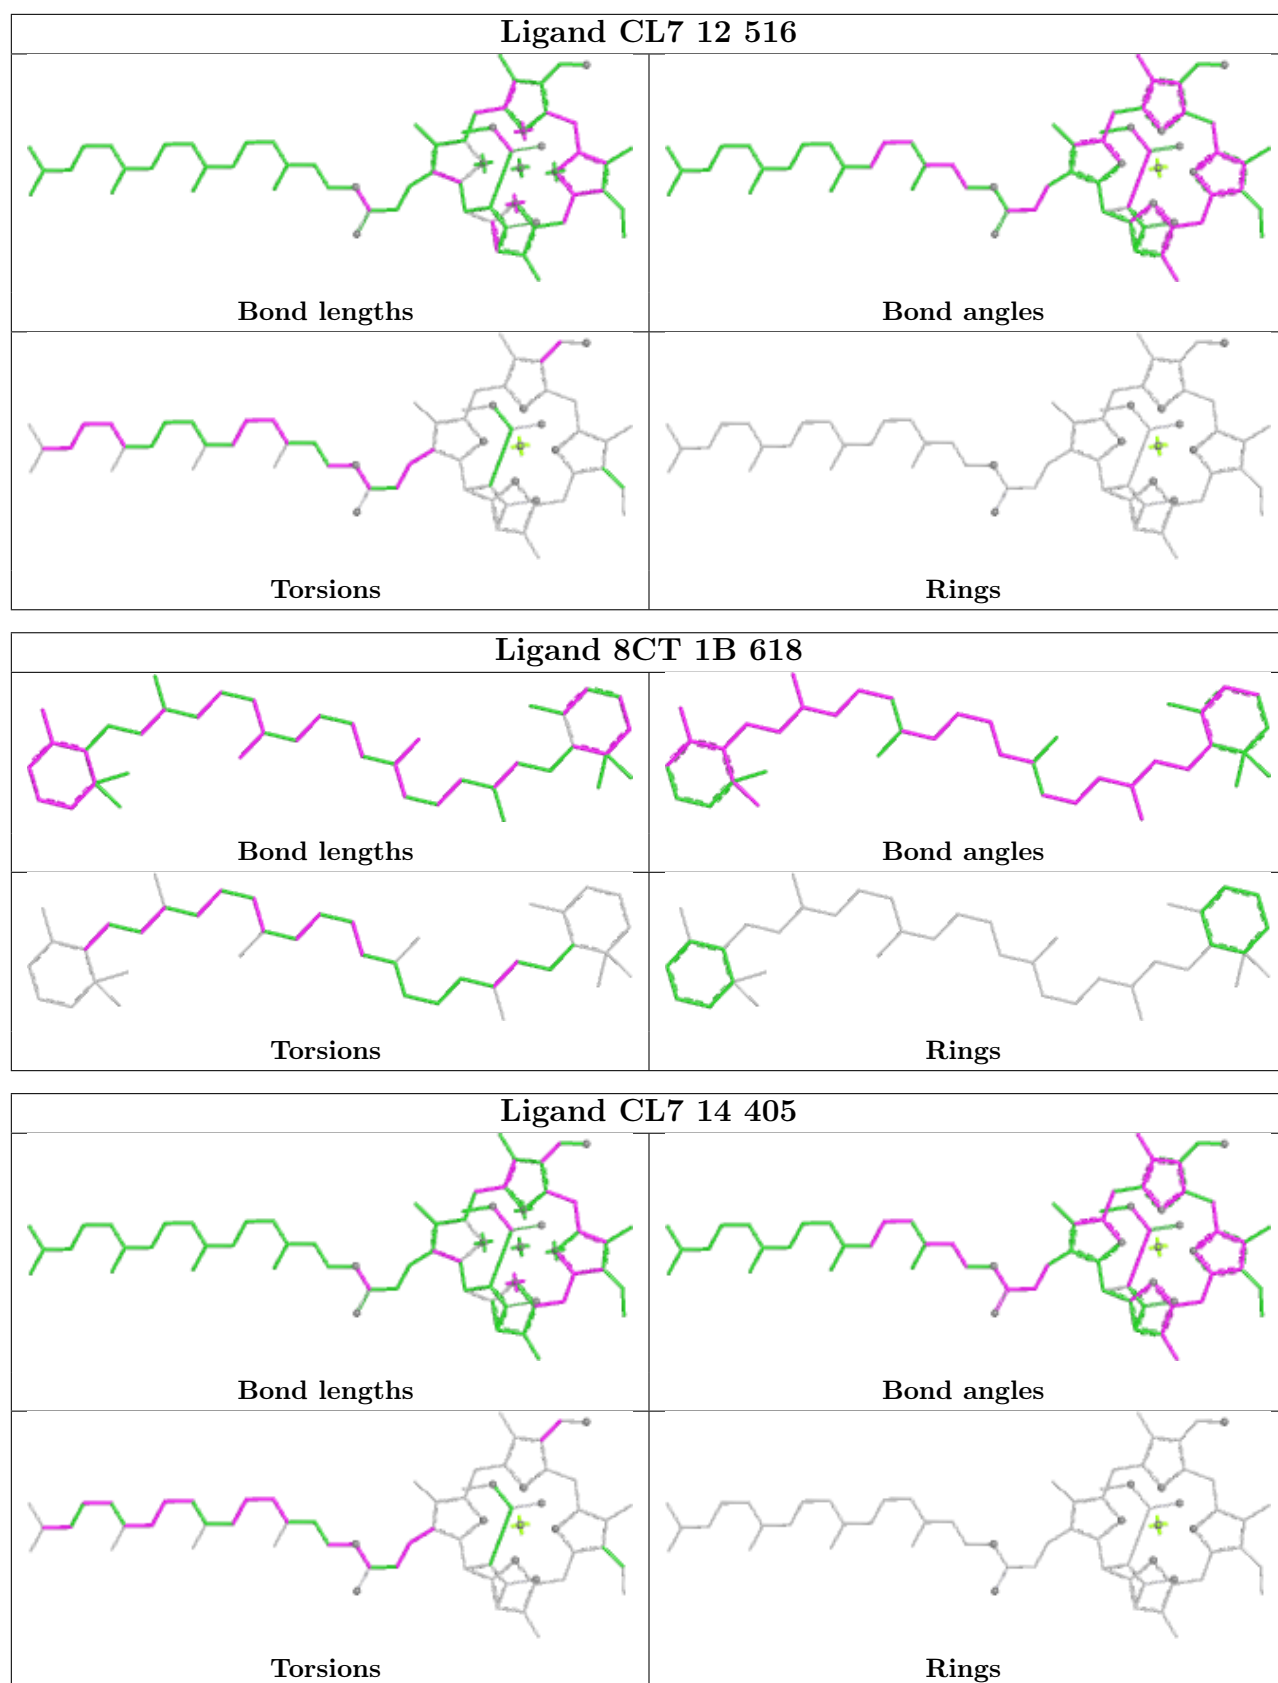 Ligand CL7 12 516
Bond lengths
Bond angles
Torsions
Rings
Ligand 8CT 1B 618
Bond lengths
Bond angles
Torsions
Rings
Ligand CL7 14 405
Bond lengths
Bond angles
Torsions
Rings